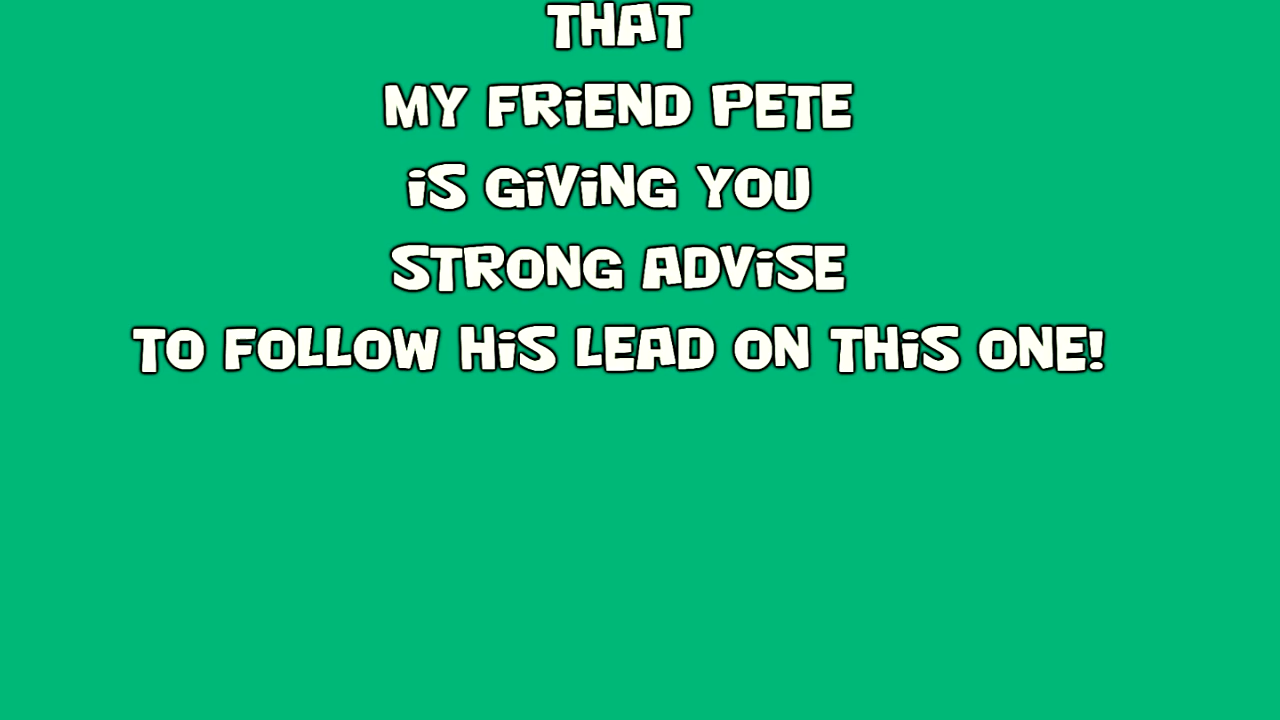 THAT
MY FRiEND PETE
iS GiViNG YOU
STRONG ADViSE
TO FOLLOW HiS LEAD ON THiS ONE!